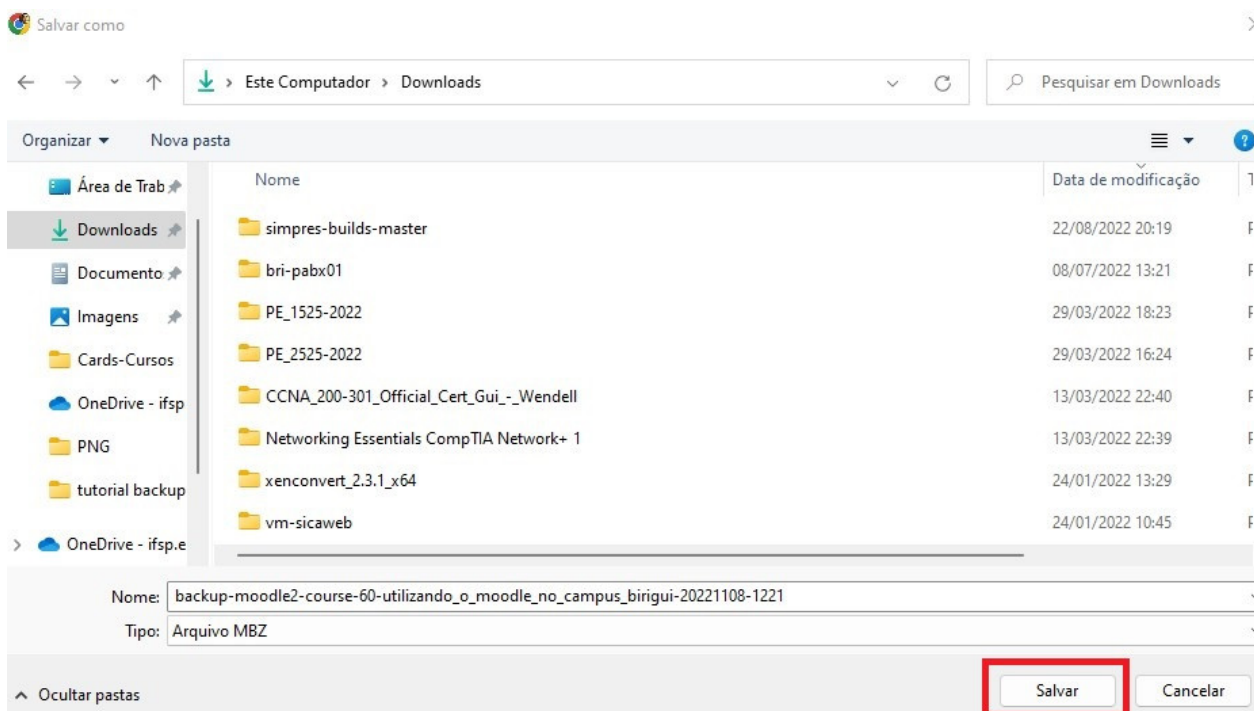 Salvar como
Este Computador > Downloads
Pesquisar em Downloads
Organizar
Nova pasta
Nome
Data de modificação
Área de Trab
Downloads
Documento
Imagens
Cards-Cursos
OneDrive - ifsp
PNG
tutorial backup
OneDrive - ifsp.e
simpres-builds-master 22/08/2022 20:19
bri-pabx01 08/07/2022 13:21
PE_1525-2022 29/03/2022 18:23
PE_2525-2022 29/03/2022 16:24
CCNA_200-301_Official_Cert_Gui_-_Wendell 13/03/2022 22:40
Networking Essentials CompTIA Network+ 1 13/03/2022 22:39
xenconvert_2.3.1_x64 24/01/2022 13:29
vm-sicaweb 24/01/2022 10:45
Nome: backup-moodle2-course-60-utilizando_o_moodle_no_campus_birigui-20221108-1221
Tipo: Arquivo MBZ
Ocultar pastas
Salvar
Cancelar